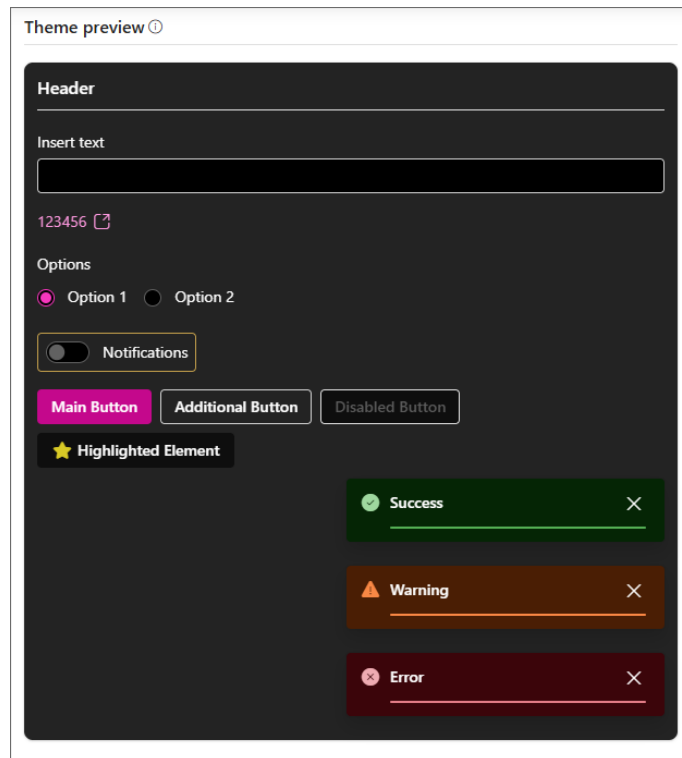 Theme preview
Header
Insert text
123456
Options
Option 1 Option 2
Notifications
Main Button Additional Button Disabled Button
Highlighted Element
Success
Warning
Error